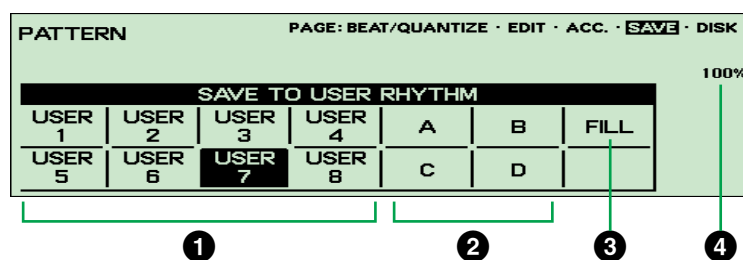 PATTERN PAGE: BEAT/QUANTIZE · EDIT · ACC. · SAVE · DISK
100%
SAVE TO USER RHYTHM
USER 1 USER 2 USER 3 USER 4 A B FILL
USER 5 USER 6 USER 7 USER 8 C D
1 2 3 4